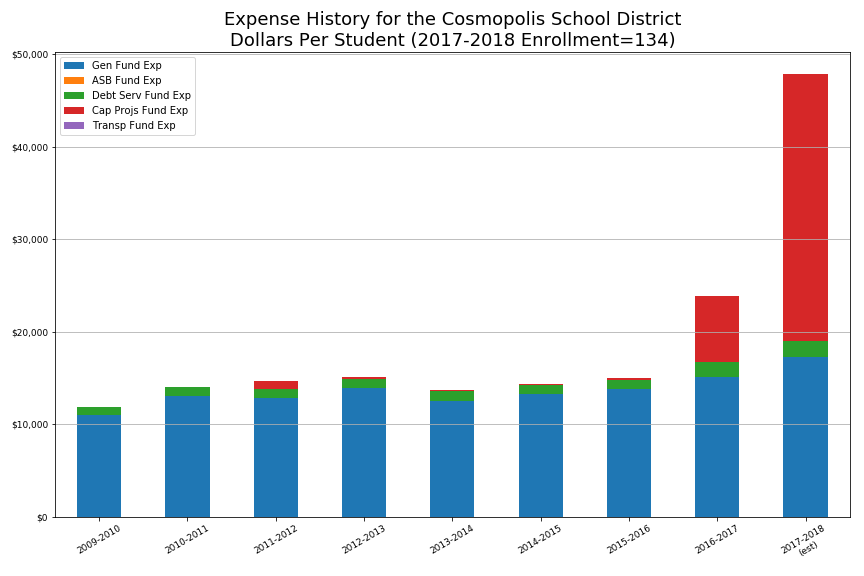 Expense History for the Cosmopolis School District
Dollars Per Student (2017-2018 Enrollment=134)
$50,000
$40,000
$30,000
$20,000
$10,000
$0
Gen Fund Exp
ASB Fund Exp
Debt Serv Fund Exp
Cap Projs Fund Exp
Transp Fund Exp
2009-2010
2010-2011
2011-2012
2012-2013
2013-2014
2014-2015
2015-2016
2016-2017
2017-2018
(est)